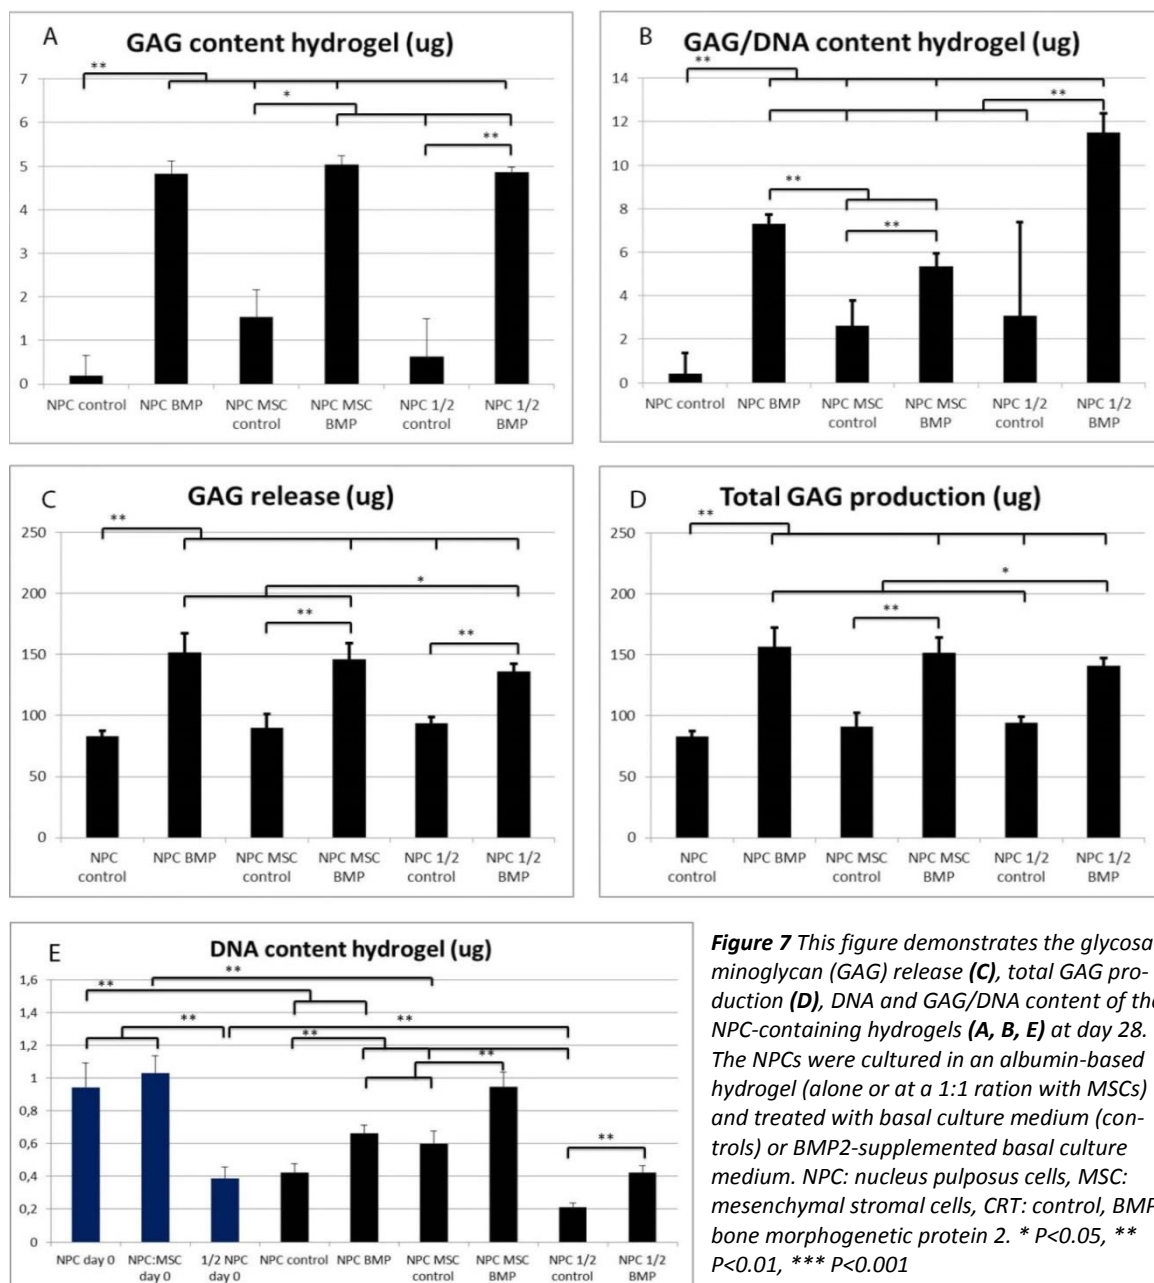 A
GAG content hydrogel (ug)
**
*
**
7
6
5
4
3
2
1
0
NPC control
NPC BMP
NPC MSC
control
NPC MSC
BMP
NPC 1/2
control
NPC 1/2
BMP
B
GAG/DNA content hydrogel (ug)
**
**
**
**
14
12
10
8
6
4
2
0
NPC control
NPC BMP
NPC MSC
control
NPC MSC
BMP
NPC 1/2
control
NPC 1/2
BMP
C
GAG release (ug)
**
*
**
**
250
200
150
100
50
0
NPC
control
NPC BMP
NPC MSC
control
NPC MSC
BMP
NPC 1/2
control
NPC 1/2
BMP
D
Total GAG production (ug)
**
*
**
250
200
150
100
50
0
NPC
control
NPC BMP
NPC MSC
control
NPC MSC
BMP
NPC 1/2
control
NPC 1/2
BMP
E
DNA content hydrogel (ug)
**
**
**
**
**
**
**
1,6
1,4
1,2
1
0,8
0,6
0,4
0,2
0
NPC day 0
NPC:MSC
day 0
1/2 NPC
day 0
NPC control
NPC BMP
NPC MSC
control
NPC MSC
BMP
NPC 1/2
control
NPC 1/2
BMP
Figure 7 This figure demonstrates the glycosa
minoglycan (GAG) release (C), total GAG pro-
duction (D), DNA and GAG/DNA content of the
NPC-containing hydrogels (A, B, E) at day 28.
The NPCs were cultured in an albumin-based
hydrogel (alone or at a 1:1 ration with MSCs)
and treated with basal culture medium (con-
trols) or BMP2-supplemented basal culture
medium. NPC: nucleus pulposus cells, MSC:
mesenchymal stromal cells, CRT: control, BMP
bone morphogenetic protein 2. * P<0.05, **
P<0.01, *** P<0.001